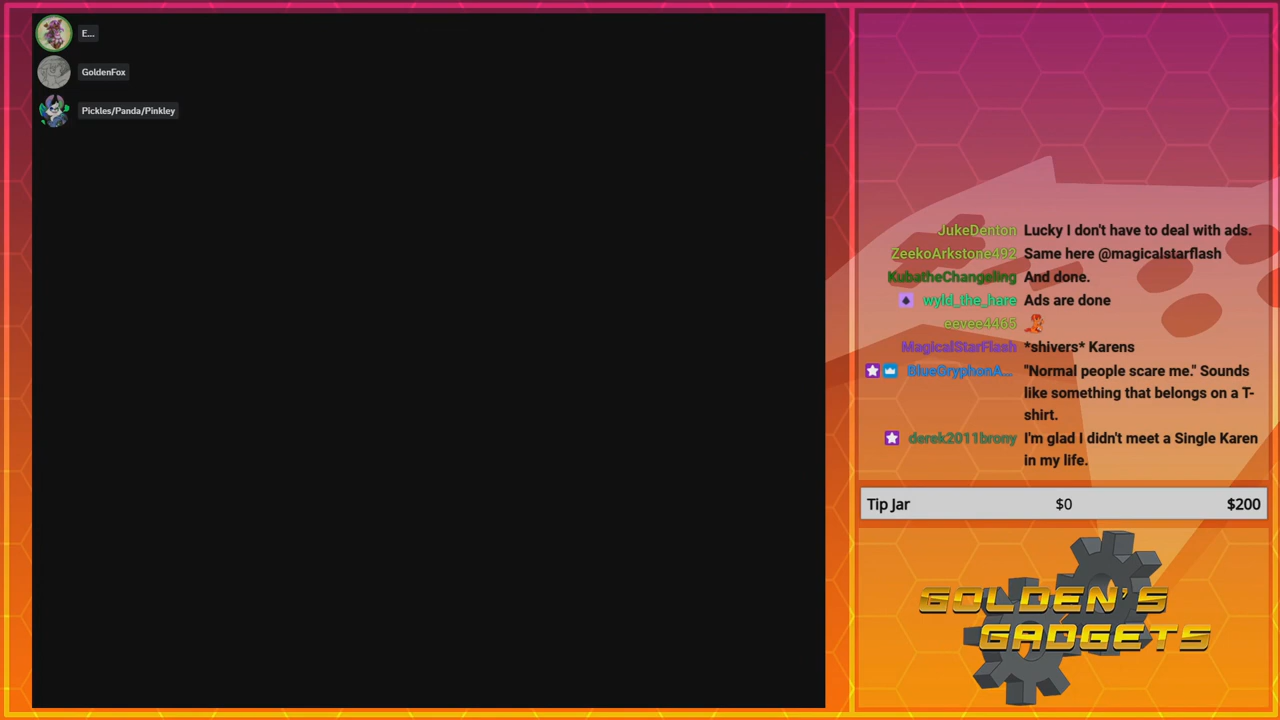 E...
GoldenFox
Pickles/Panda/Pinkley
JukeDenton Lucky I don't have to deal with ads.
ZeekoArkstone492 Same here @magicalstarflash
KubatheChangeling And done.
wyld_the_hare Ads are done
eevee4465
MagicalStarFlash *shivers* Karens
BlueGryphonA... "Normal people scare me." Sounds
like something that belongs on a T-
shirt.
derek2011brony I'm glad I didn't meet a Single Karen
in my life.
Tip Jar $0 $200
GOLDEN'S
GADGETS